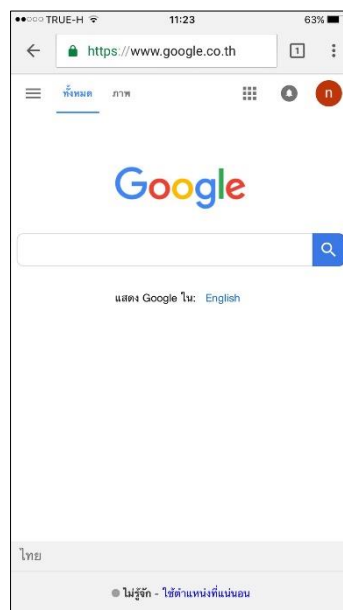 TRUE-H 11:23 63%
https://www.google.co.th 1
ทั้งหมด ภาพ n
Google
แสดง Google ใน: English
ไทย
ไม่รู้จัก - ใช้ตำแหน่งที่แน่นอน